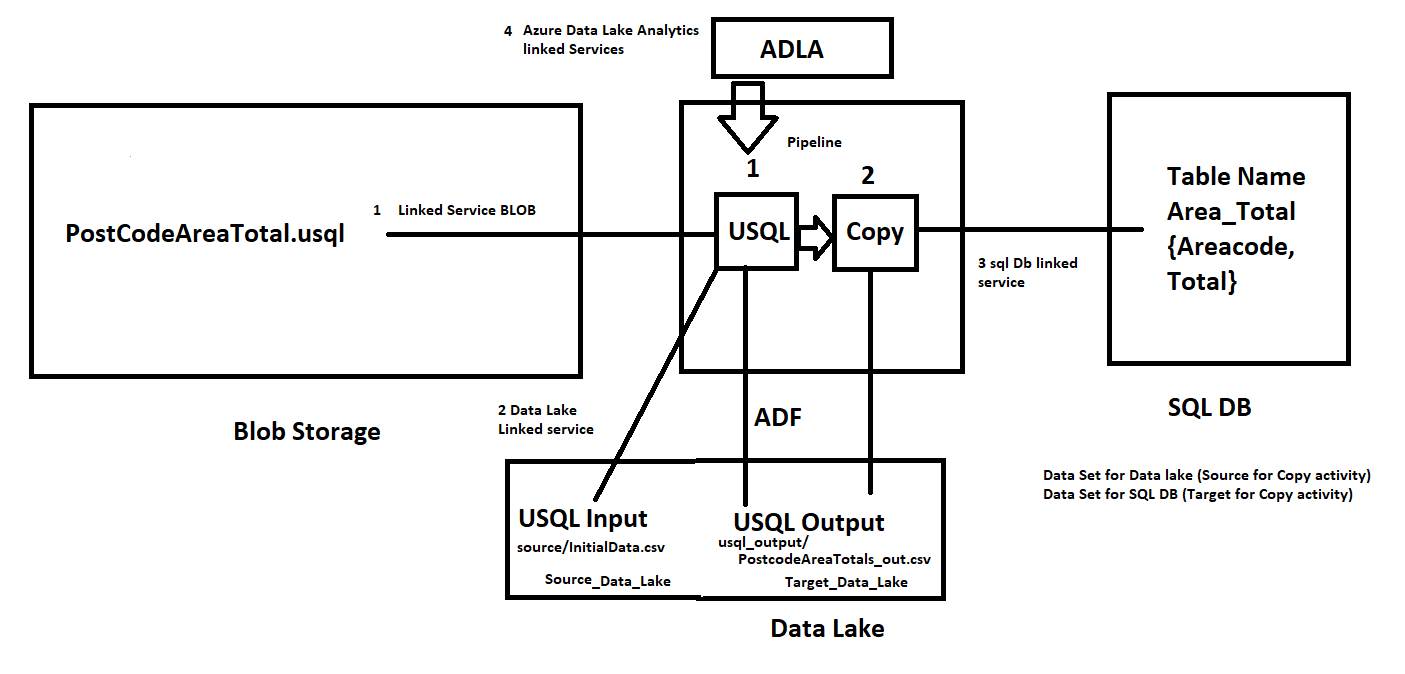 4 Azure Data Lake Analytics
linked Services
ADLA
Pipeline
1
2
1 Linked Service BLOB
PostCodeAreaTotal.usql
USQL
Copy
Table Name
Area_Total
{Areacode,
Total}
3 sql Db linked
service
2 Data Lake
Linked service
ADF
Blob Storage
SQL DB
Data Set for Data lake (Source for Copy activity)
Data Set for SQL DB (Target for Copy activity)
USQL Input
source/InitialData.csv
Source_Data_Lake
USQL Output
usql_output/
PostcodeAreaTotals_out.csv
Target_Data_Lake
Data Lake